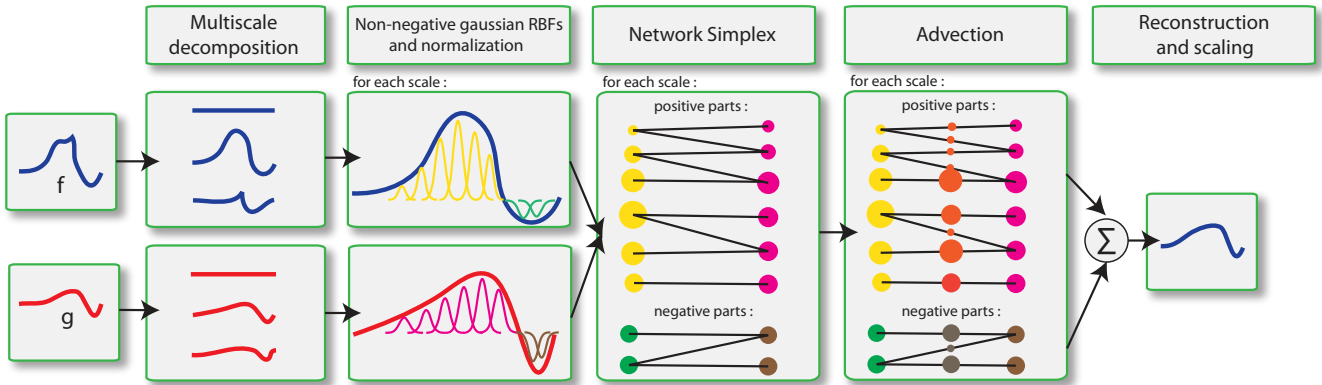 Multiscale
decomposition
Non-negative gaussian RBFs
and normalization
Network Simplex
Advection
Reconstruction
and scaling
for each scale :
for each scale :
for each scale :
f
g
positive parts :
negative parts :
positive parts :
negative parts :
Σ